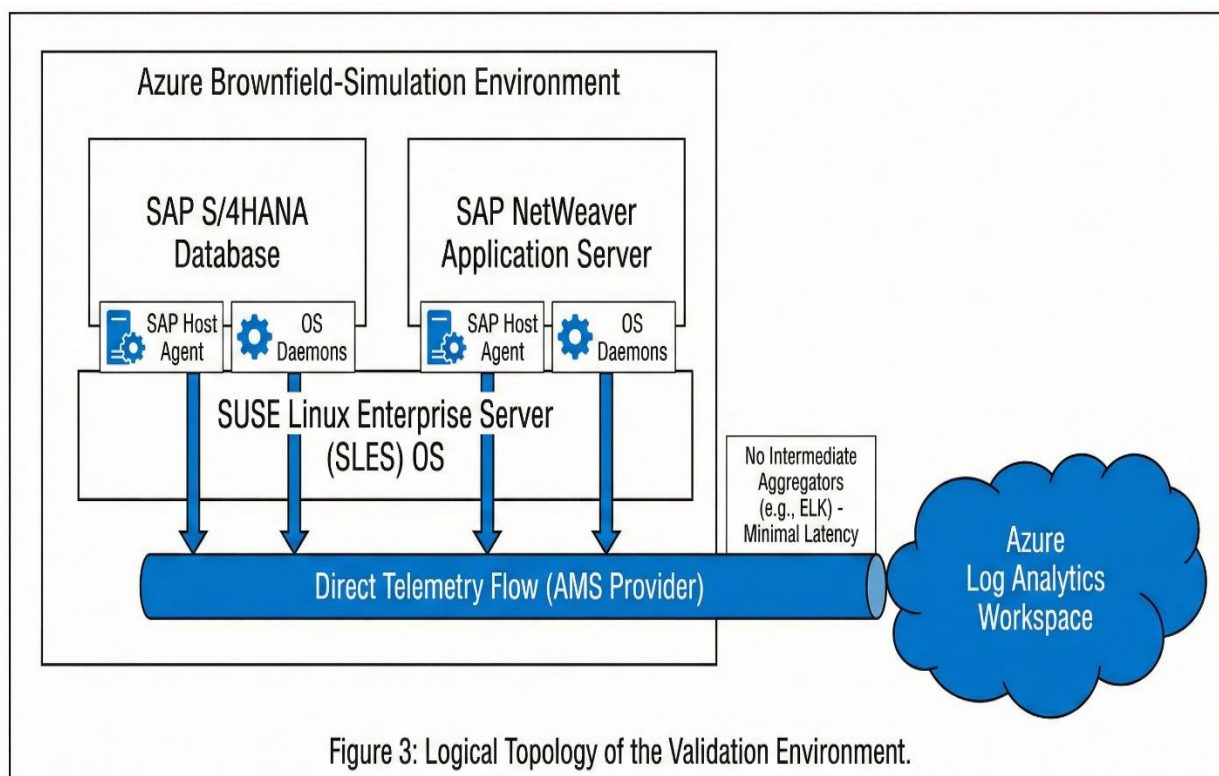 Azure Brownfield-Simulation Environment
SAP S/4HANA
Database
SAP NetWeaver
Application Server
SAP Host
Agent
OS
Daemons
SAP Host
Agent
OS
Daemons
SUSE Linux Enterprise Server
(SLES) OS
No Intermediate
Aggregators
(e.g., ELK) -
Minimal Latency
Direct Telemetry Flow (AMS Provider)
Azure
Log Analytics
Workspace
Figure 3: Logical Topology of the Validation Environment.